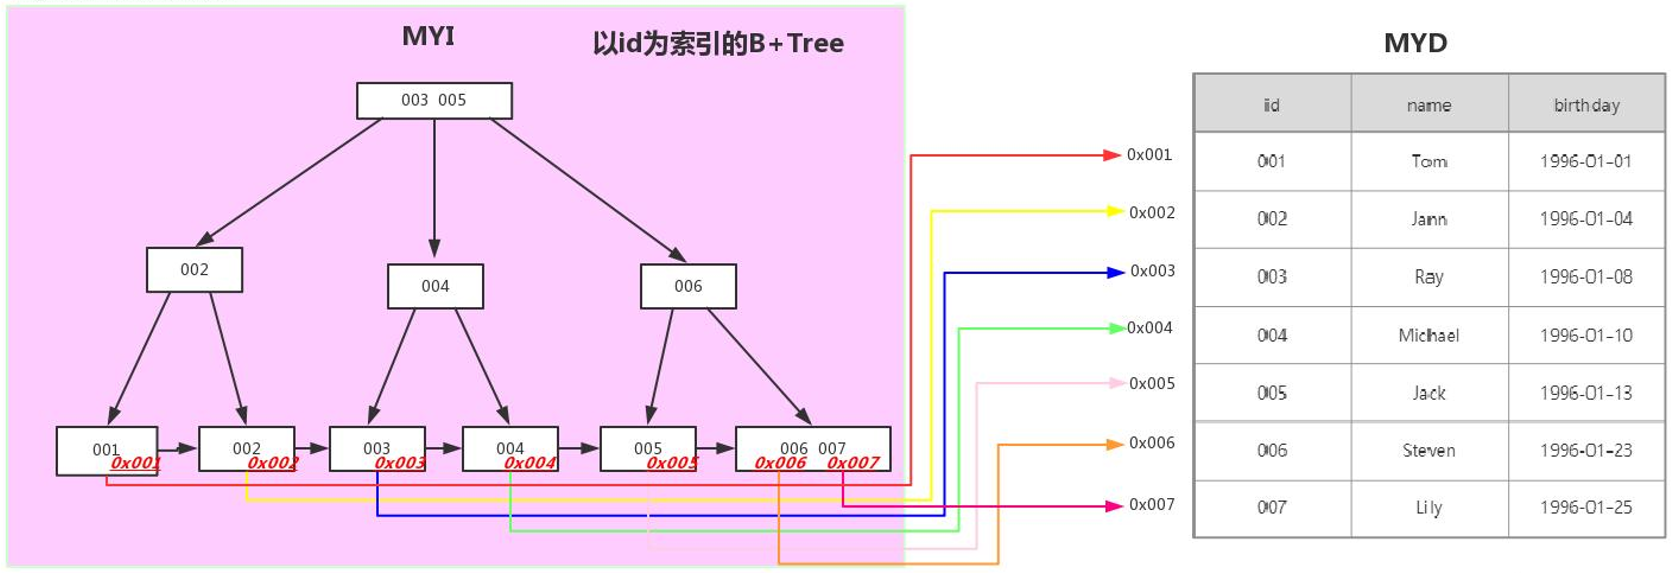 MYI
以id为索引的B+Tree
003 005
002
004
006
001
0x001
002
0x002
003
0x003
004
0x004
005
0x005
006 007
0x006 0x007
0x001
0x002
0x003
0x004
0x005
0x006
0x007
MYD
id name birthday
001 Tom 1996-01-01
002 Jann 1996-01-04
003 Ray 1996-01-08
004 Michael 1996-01-10
005 Jack 1996-01-13
006 Steven 1996-01-23
007 Lily 1996-01-25